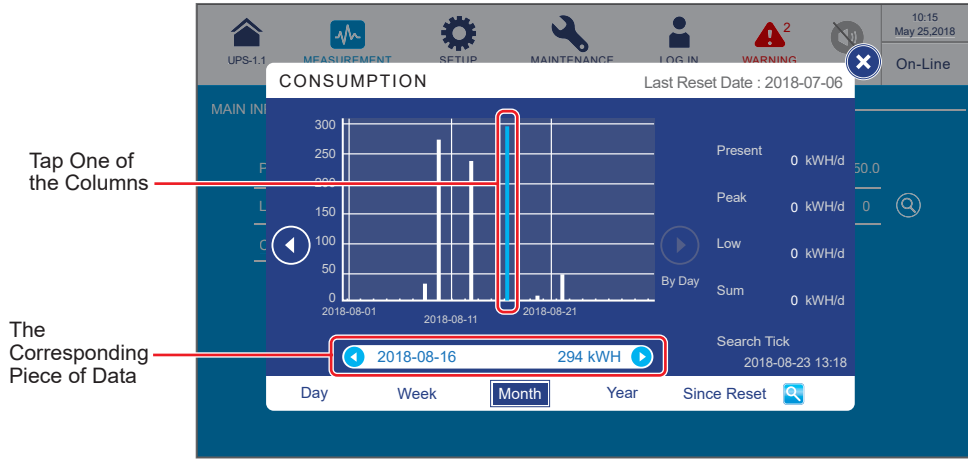 10:15
May 25,2018
2
UPS-1.1
MEASUREMENT
SETUP
MAINTENANCE
LOG IN
WARNING
On-Line
CONSUMPTION
Last Reset Date : 2018-07-06
MAIN IN
300
250
200
150
100
50
0
2018-08-01
2018-08-11
2018-08-21
By Day
Present
0 kWH/d
Peak
0 kWH/d
Low
0 kWH/d
Sum
0 kWH/d
Search Tick
2018-08-23 13:18
50.0
0
P
L
C
Tap One of
the Columns
The
Corresponding
Piece of Data
2018-08-16
294 kWH
Day
Week
Month
Year
Since Reset